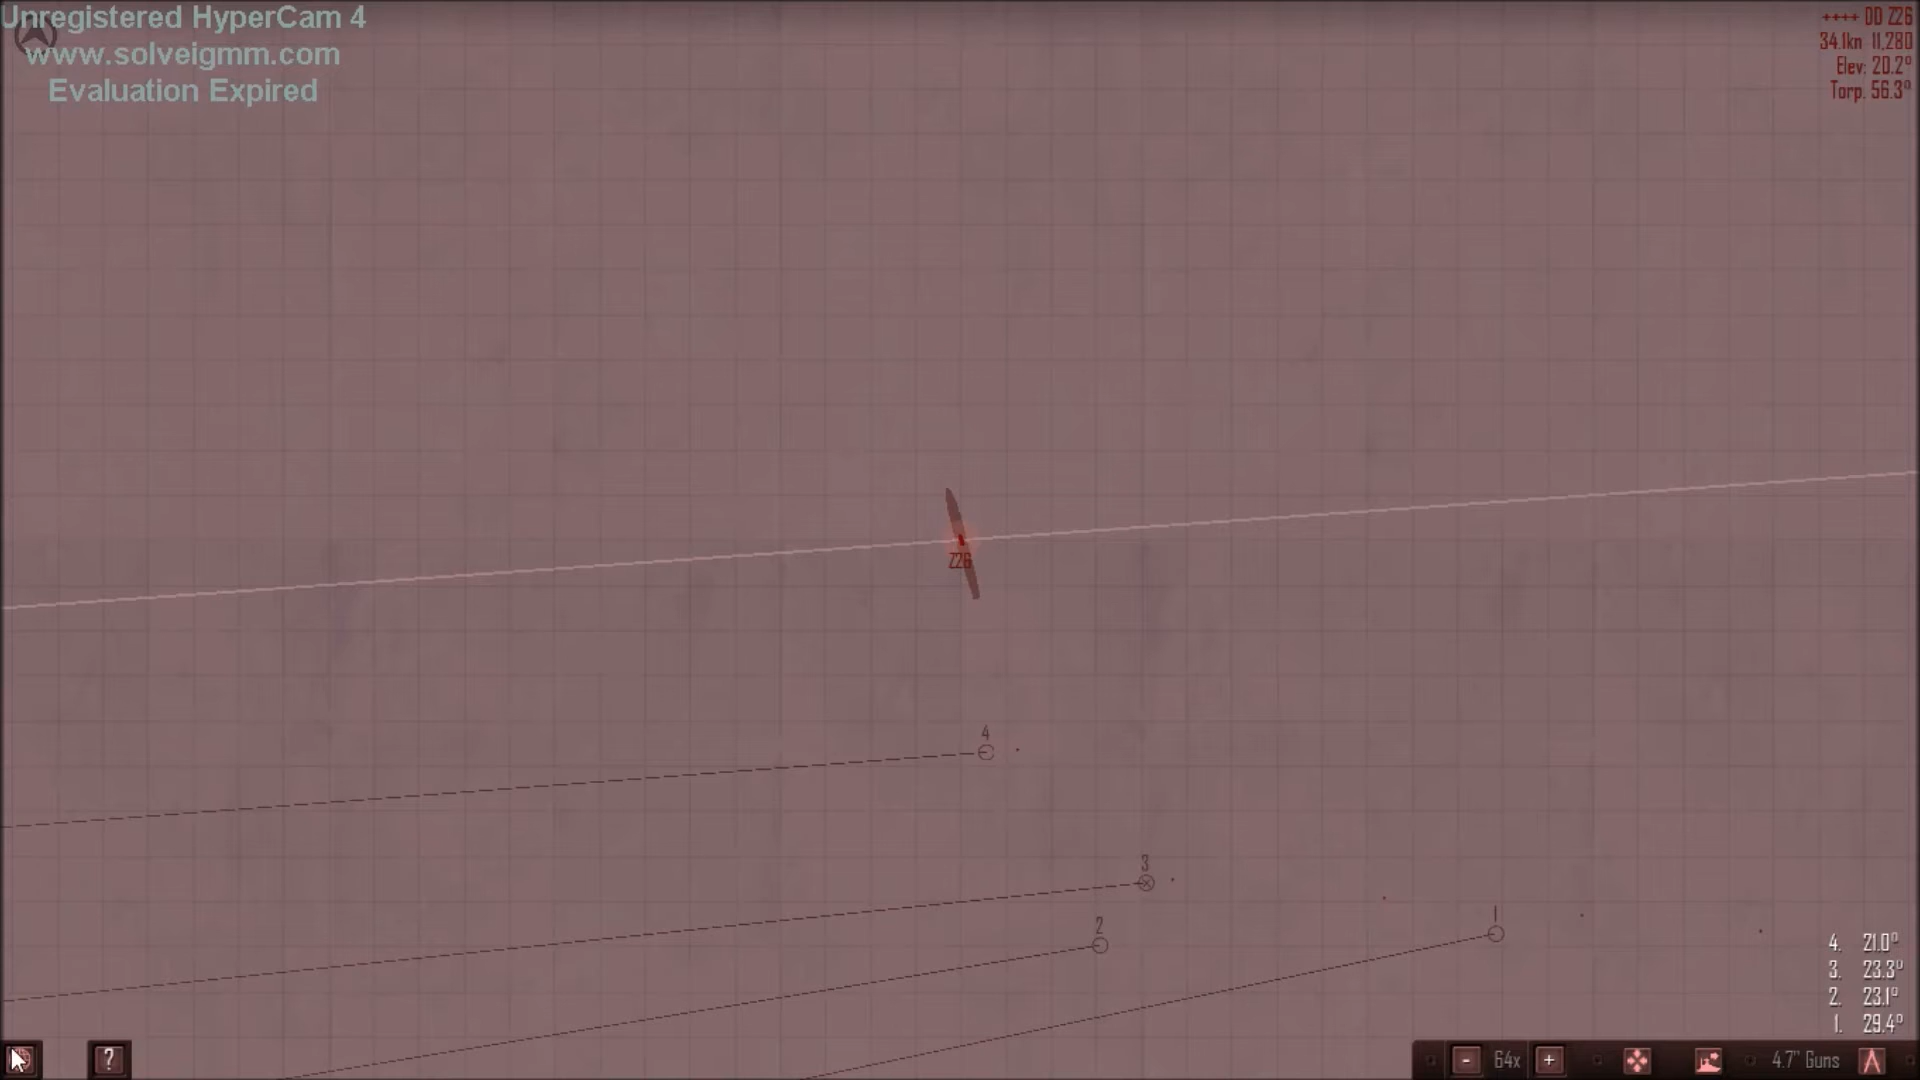 Unregistered HyperCam 4
www.solveigmm.com
Evaluation Expired
++++ DD Z26
34.1kn 11,280
Elev: 20.2°
Torp. 56.3°
Z26
4
3
2
1
4. 21.0°
3. 23.3°
2. 23.1°
1. 29.4°
?
- 64x +
4.7" Guns